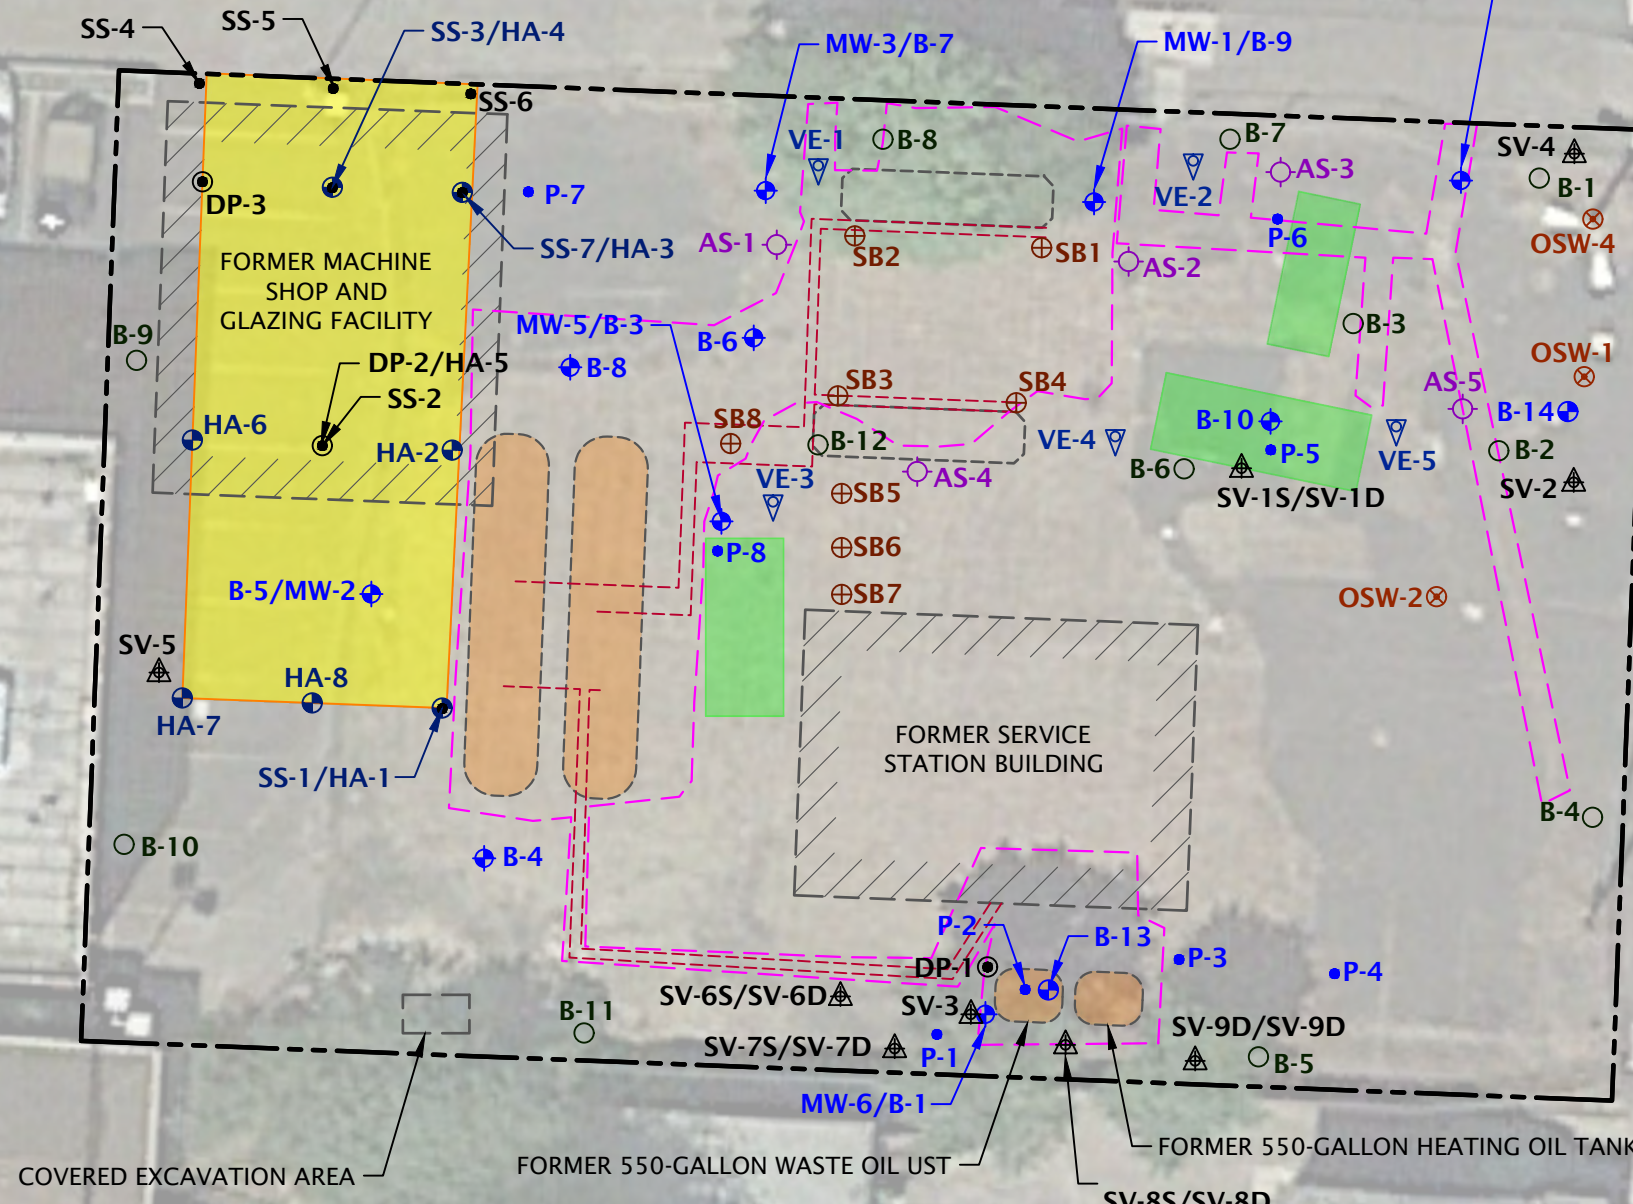 SS-4
SS-5
SS-3/HA-4
MW-3/B-7
MW-1/B-9
SS-6
VE-1
B-8
B-7
SV-4
AS-3
B-1
VE-2
DP-3
P-7
SS-7/HA-3
AS-1
SB2
SB1
AS-2
P-6
OSW-4
FORMER MACHINE
SHOP AND
GLAZING FACILITY
MW-5/B-3
B-6
B-3
B-9
DP-2/HA-5
B-8
OSW-1
SS-2
SB3
SB4
AS-5
HA-6
HA-2
SB8
B-12
VE-4
B-10
B-14
P-5
VE-5
B-2
B-6
AS-4
VE-3
SV-1S/SV-1D
SV-2
SB5
P-8
SB6
B-5/MW-2
SB7
OSW-2
SV-5
HA-8
HA-7
SS-1/HA-1
FORMER SERVICE
STATION BUILDING
B-4
B-10
B-4
P-2
B-13
DP-1
P-3
P-4
SV-6S/SV-6D
SV-3
B-11
SV-9D/SV-9D
SV-7S/SV-7D
P-1
B-5
MW-6/B-1
FORMER 550-GALLON HEATING OIL TANK
FORMER 550-GALLON WASTE OIL UST
COVERED EXCAVATION AREA
SV-8S/SV-8D